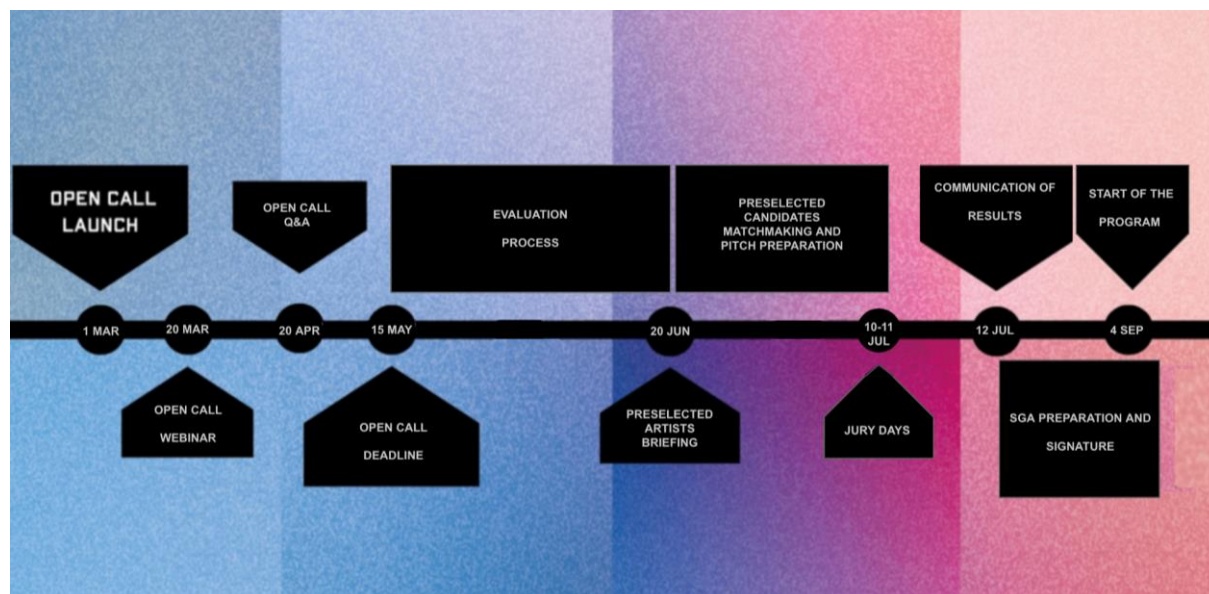 OPEN CALL
LAUNCH
OPEN CALL
Q&A
EVALUATION
PROCESS
PRESELECTED
CANDIDATES
MATCHMAKING AND
PITCH PREPARATION
COMMUNICATION OF
RESULTS
START OF THE
PROGRAM
1 MAR
20 MAR
20 APR
15 MAY
20 JUN
10-11
JUL
12 JUL
4 SEP
OPEN CALL
WEBINAR
OPEN CALL
DEADLINE
PRESELECTED
ARTISTS
BRIEFING
JURY DAYS
SGA PREPARATION AND
SIGNATURE